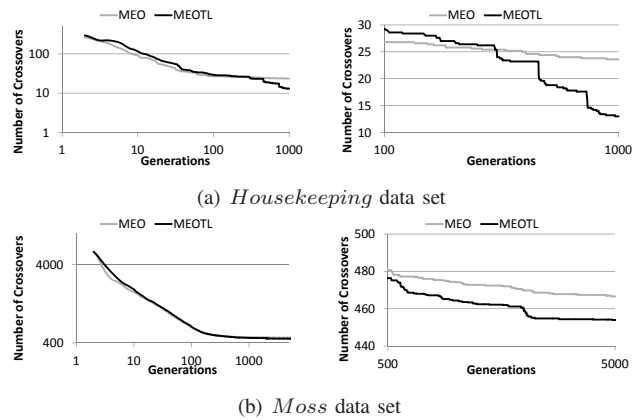 MEO MEOTL
Number of Crossovers
100
10
1
1 10 100 1000
Generations
MEO MEOTL
Number of Crossovers
30
25
20
15
10
100 1000
Generations
(a) Housekeeping data set
MEO MEOTL
Number of Crossovers
4000
400
1 10 100 1000
Generations
MEO MEOTL
Number of Crossovers
500
480
460
440
500 5000
Generations
(b) Moss data set